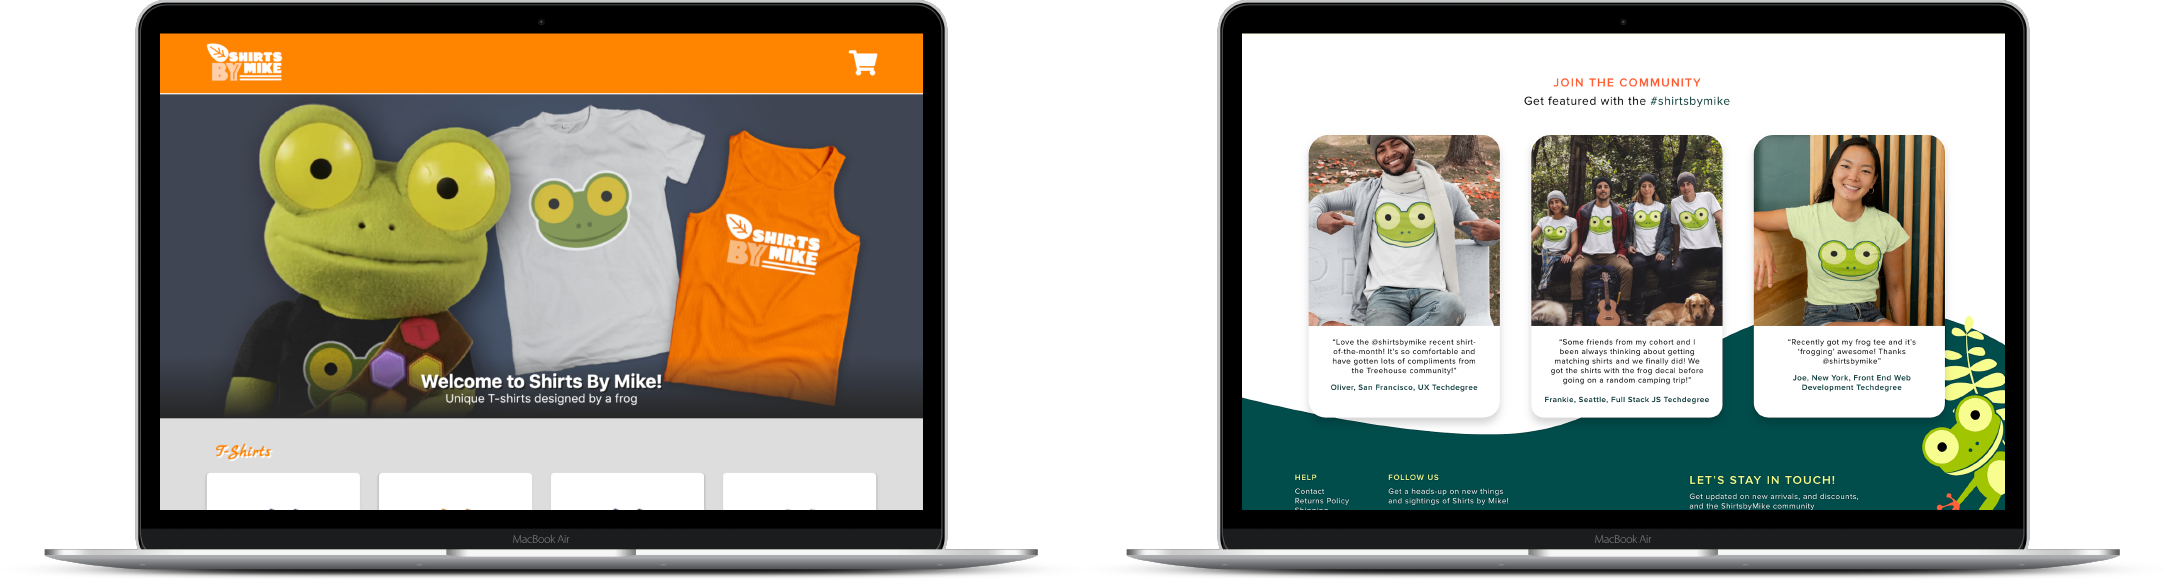 SHIRTS
BY MIKE
SHIRTS
BY MIKE
Welcome to Shirts By Mike!
Unique T-shirts designed by a frog
T-Shirts
MacBook Air
JOIN THE COMMUNITY
Get featured with the #shirtsbymike
“Love the @shirtsbymike recent shirt-
of-the-month! It’s so comfortable and
have gotten lots of compliments from
the Treehouse community!”
Oliver, San Francisco, UX Techdegree
“Some friends from my cohort and I
been always thinking about getting
matching shirts and we finally did! We
got the shirts with the frog decal before
going on a random camping trip!”
Frankie, Seattle, Full Stack JS Techdegree
“Recently got my frog tee and it’s
‘frogging’ awesome! Thanks
@shirtsbymike”
Joe, New York, Front End Web
Development Techdegree
HELP
Contact
Returns Policy
Shipping
FOLLOW US
Get a heads-up on new things
and sightings of Shirts by Mike!
LET’S STAY IN TOUCH!
Get updated on new arrivals, and discounts,
and the ShirtsbyMike community
MacBook Air